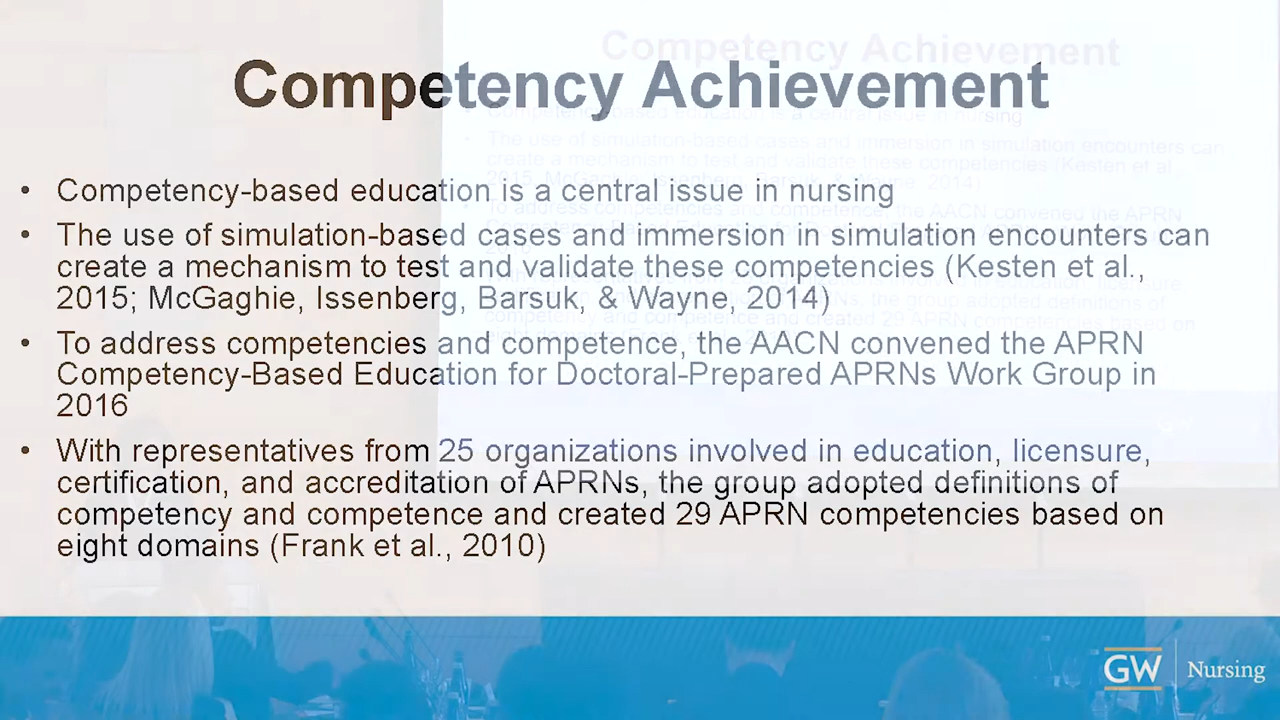 Competency Achievement
• Competency-based education is a central issue in nursing
• The use of simulation-based cases and immersion in simulation encounters can
create a mechanism to test and validate these competencies (Kesten et al.,
2015; McGaghie, Issenberg, Barsuk, & Wayne, 2014)
• To address competencies and competence, the AACN convened the APRN
Competency-Based Education for Doctoral-Prepared APRNs Work Group in
2016
• With representatives from 25 organizations involved in education, licensure,
certification, and accreditation of APRNs, the group adopted definitions of
competency and competence and created 29 APRN competencies based on
eight domains (Frank et al., 2010)
GW Nursing
Competency Achievement